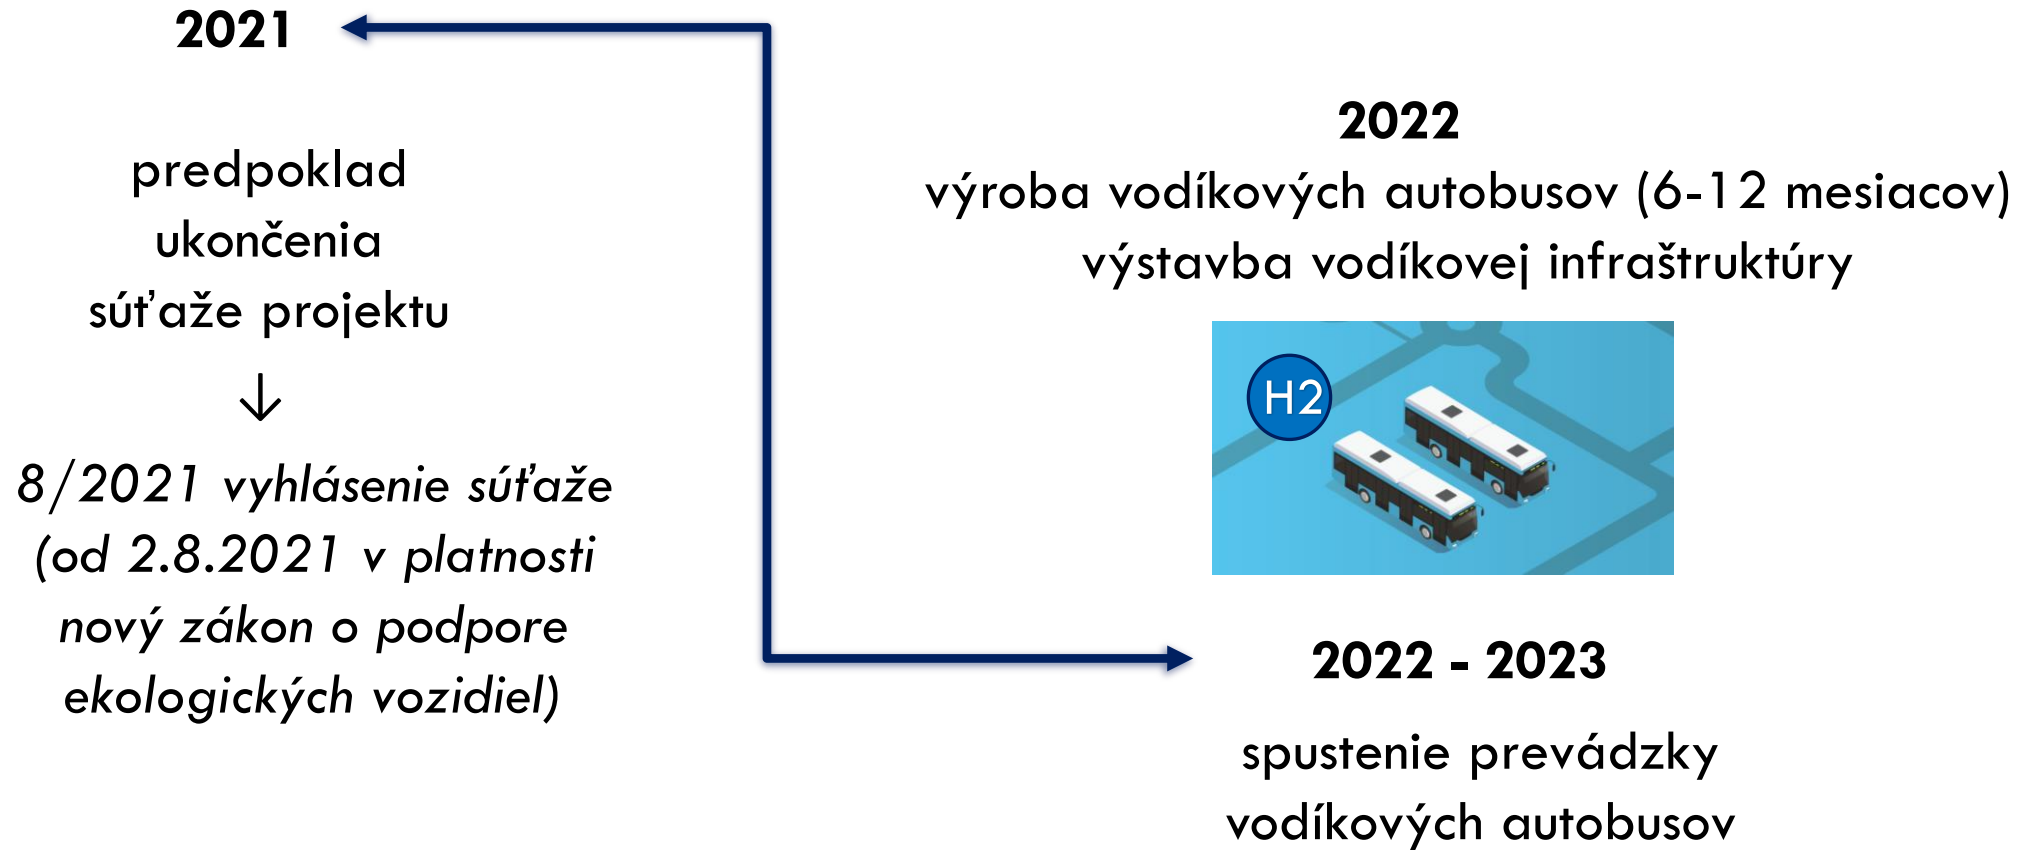 2021
predpoklad
ukončenia
súťaže projektu
↓
8/2021 vyhlásenie súťaže
(od 2.8.2021 v platnosti
nový zákon o podpore
ekologických vozidiel)
2022
výroba vodíkových autobusov (6-12 mesiacov)
výstavba vodíkovej infraštruktúry
H2
2022 - 2023
spustenie prevádzky
vodíkových autobusov